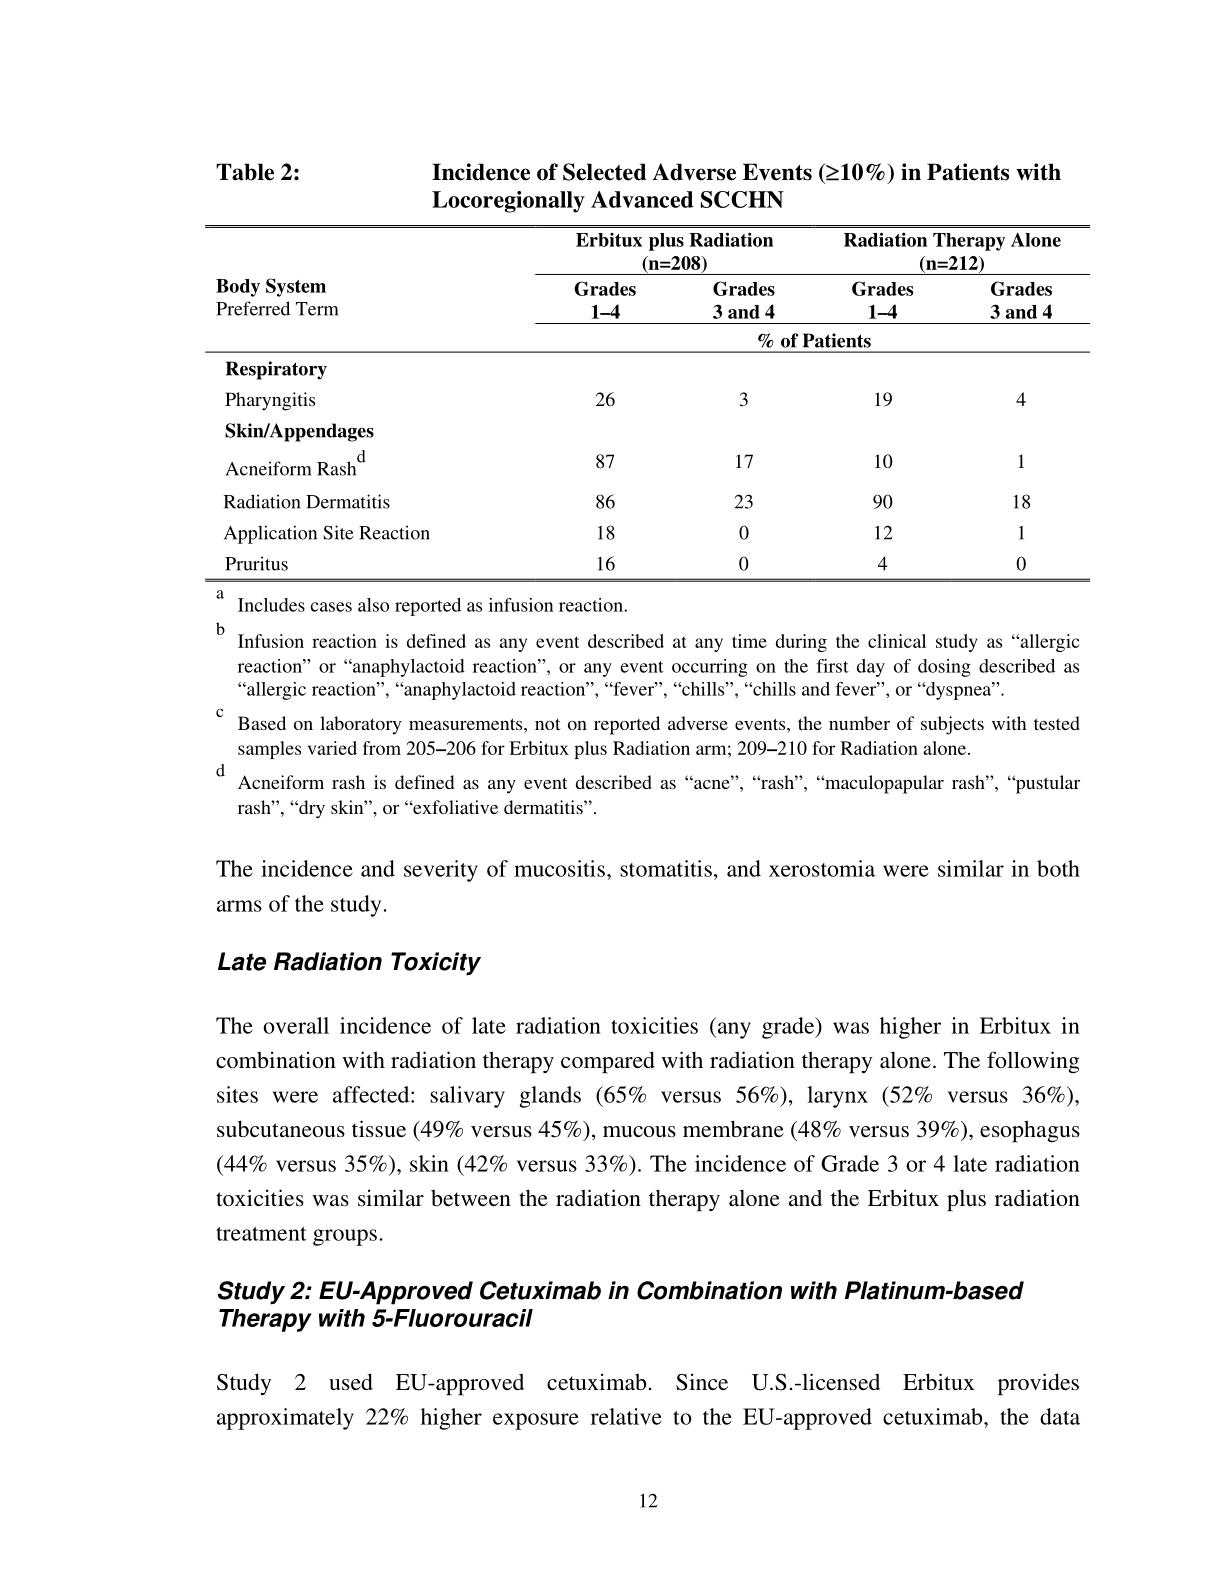 Table 2: Incidence of Selected Adverse Events (≥10%) in Patients with
Locoregionally Advanced SCCHN
Erbitux plus Radiation Radiation Therapy Alone
(n=208) (n=212)
Body System Grades Grades Grades Grades
Preferred Term 1–4 3 and 4 1–4 3 and 4
% of Patients
Respiratory
Pharyngitis 26 3 19 4
Skin/Appendages
Acneiform Rash^d 87 17 10 1
Radiation Dermatitis 86 23 90 18
Application Site Reaction 18 0 12 1
Pruritus 16 0 4 0
a Includes cases also reported as infusion reaction.
b Infusion reaction is defined as any event described at any time during the clinical study as “allergic
reaction” or “anaphylactoid reaction”, or any event occurring on the first day of dosing described as
“allergic reaction”, “anaphylactoid reaction”, “fever”, “chills”, “chills and fever”, or “dyspnea”.
c Based on laboratory measurements, not on reported adverse events, the number of subjects with tested
samples varied from 205–206 for Erbitux plus Radiation arm; 209–210 for Radiation alone.
d Acneiform rash is defined as any event described as “acne”, “rash”, “maculopapular rash”, “pustular
rash”, “dry skin”, or “exfoliative dermatitis”.
The incidence and severity of mucositis, stomatitis, and xerostomia were similar in both
arms of the study.
Late Radiation Toxicity
The overall incidence of late radiation toxicities (any grade) was higher in Erbitux in
combination with radiation therapy compared with radiation therapy alone. The following
sites were affected: salivary glands (65% versus 56%), larynx (52% versus 36%),
subcutaneous tissue (49% versus 45%), mucous membrane (48% versus 39%), esophagus
(44% versus 35%), skin (42% versus 33%). The incidence of Grade 3 or 4 late radiation
toxicities was similar between the radiation therapy alone and the Erbitux plus radiation
treatment groups.
Study 2: EU-Approved Cetuximab in Combination with Platinum-based
Therapy with 5-Fluorouracil
Study 2 used EU-approved cetuximab. Since U.S.-licensed Erbitux provides
approximately 22% higher exposure relative to the EU-approved cetuximab, the data
12